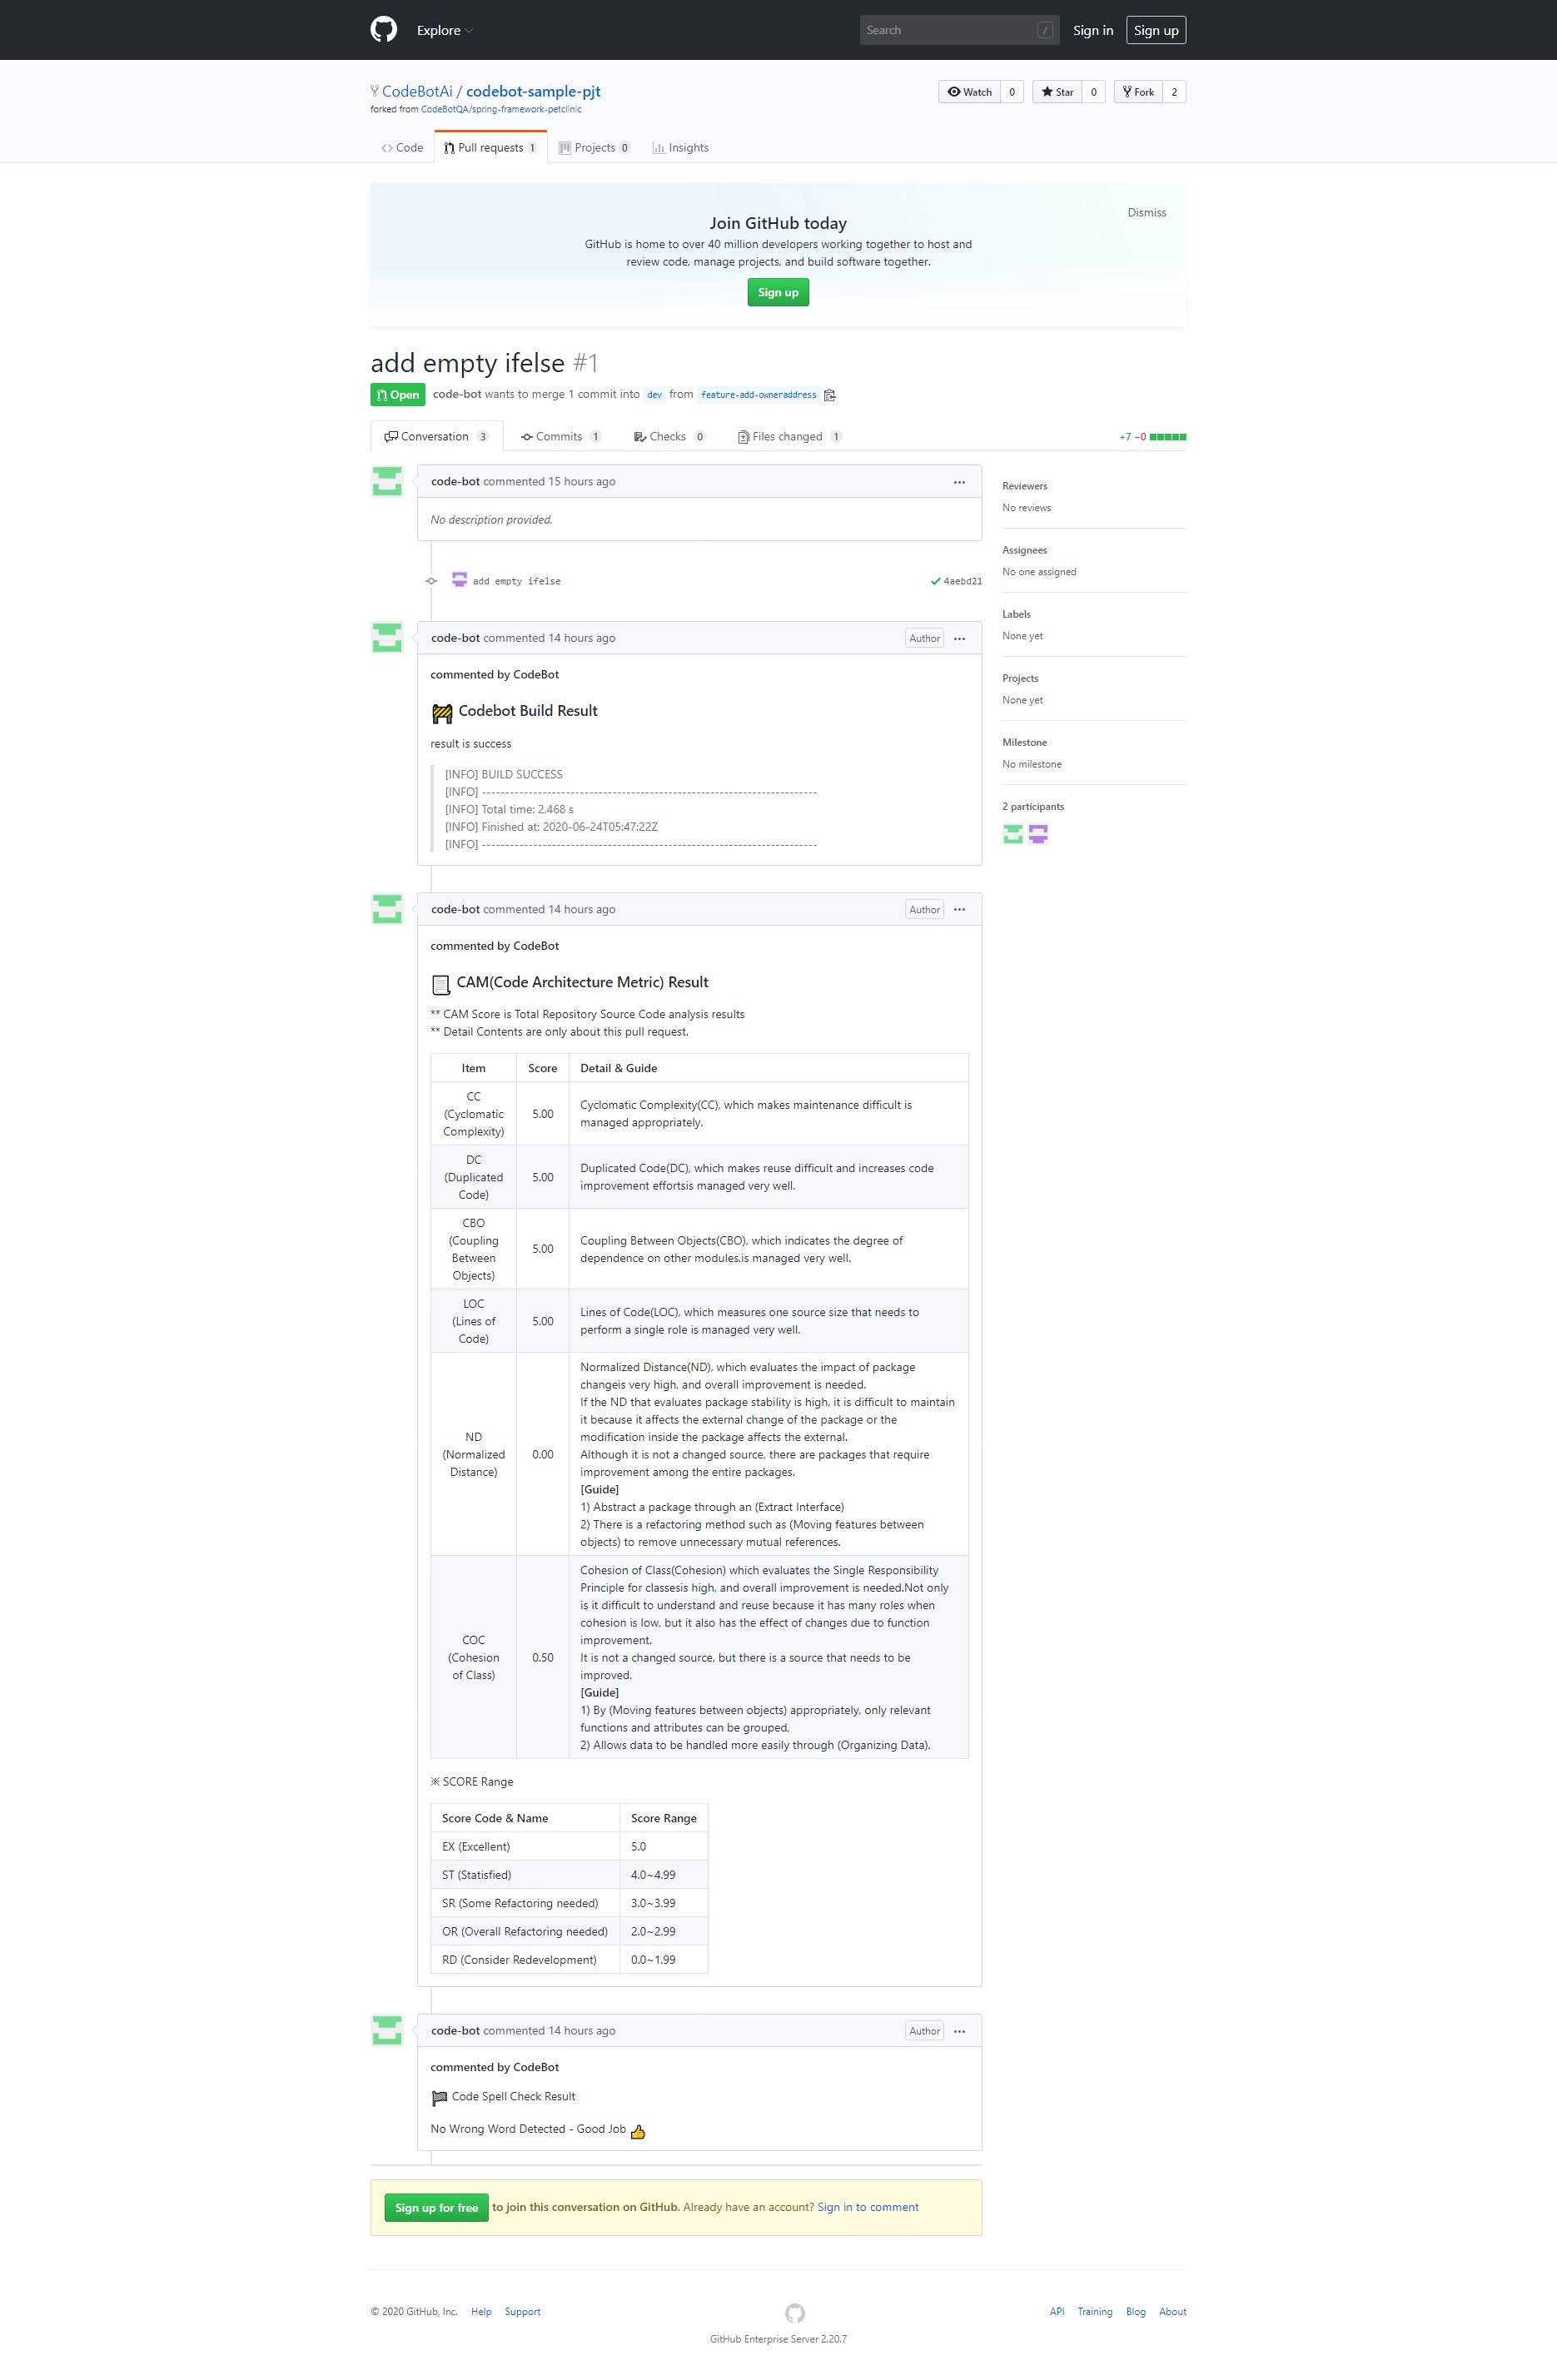 Explore
Search
/
Sign in
Sign up
CodeBotAi / codebot-sample-pjt
forked from CodeBotQA/spring-framework-petclinic
Watch 0
Star 0
Fork 2
Code
Pull requests 1
Projects 0
Insights
Dismiss
Join GitHub today
GitHub is home to over 40 million developers working together to host and
review code, manage projects, and build software together.
Sign up
add empty ifelse #1
Open
code-bot wants to merge 1 commit into dev from feature-add-owneraddress
Conversation 3
Commits 1
Checks 0
Files changed 1
+7 −0
code-bot commented 15 hours ago
No description provided.
add empty ifelse
4aebd21
code-bot commented 14 hours ago
Author
commented by CodeBot
Codebot Build Result
result is success
[INFO] BUILD SUCCESS
[INFO] ------------------------------------------------------------------------
[INFO] Total time: 2.468 s
[INFO] Finished at: 2020-06-24T05:47:22Z
[INFO] ------------------------------------------------------------------------
code-bot commented 14 hours ago
Author
commented by CodeBot
CAM(Code Architecture Metric) Result
** CAM Score is Total Repository Source Code analysis results
** Detail Contents are only about this pull request.
Item
Score
Detail & Guide
CC
(Cyclomatic
Complexity)
5.00
Cyclomatic Complexity(CC), which makes maintenance difficult is
managed appropriately.
DC
(Duplicated
Code)
5.00
Duplicated Code(DC), which makes reuse difficult and increases code
improvement effortsis managed very well.
CBO
(Coupling
Between
Objects)
5.00
Coupling Between Objects(CBO), which indicates the degree of
dependence on other modules.is managed very well.
LOC
(Lines of
Code)
5.00
Lines of Code(LOC), which measures one source size that needs to
perform a single role is managed very well.
ND
(Normalized
Distance)
0.00
Normalized Distance(ND), which evaluates the impact of package
changeis very high, and overall improvement is needed.
If the ND that evaluates package stability is high, it is difficult to maintain
it because it affects the external change of the package or the
modification inside the package affects the external.
Although it is not a changed source, there are packages that require
improvement among the entire packages.
[Guide]
1) Abstract a package through an (Extract Interface)
2) There is a refactoring method such as (Moving features between
objects) to remove unnecessary mutual references.
COC
(Cohesion
of Class)
0.50
Cohesion of Class(Cohesion) which evaluates the Single Responsibility
Principle for classesis high, and overall improvement is needed.Not only
is it difficult to understand and reuse because it has many roles when
cohesion is low, but it also has the effect of changes due to function
improvement.
It is not a changed source, but there is a source that needs to be
improved.
[Guide]
1) By (Moving features between objects) appropriately, only relevant
functions and attributes can be grouped,
2) Allows data to be handled more easily through (Organizing Data).
※ SCORE Range
Score Code & Name
Score Range
EX (Excellent)
5.0
ST (Statisfied)
4.0~4.99
SR (Some Refactoring needed)
3.0~3.99
OR (Overall Refactoring needed)
2.0~2.99
RD (Consider Redevelopment)
0.0~1.99
code-bot commented 14 hours ago
Author
commented by CodeBot
Code Spell Check Result
No Wrong Word Detected - Good Job
Sign up for free to join this conversation on GitHub. Already have an account? Sign in to comment
Reviewers
No reviews
Assignees
No one assigned
Labels
None yet
Projects
None yet
Milestone
No milestone
2 participants
© 2020 GitHub, Inc.
Help
Support
API
Training
Blog
About
GitHub Enterprise Server 2.20.7